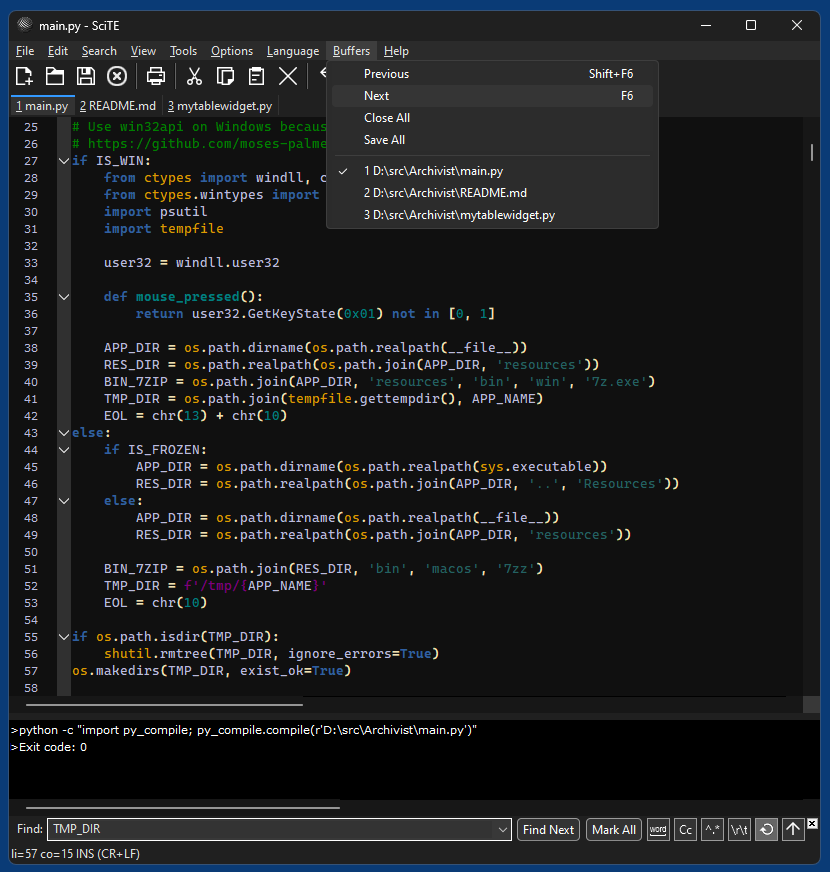 main.py - SciTE
File Edit Search View Tools Options Language Buffers Help
Previous Shift+F6
Next F6
Close All
Save All
1 D:\src\Archivist\main.py
2 D:\src\Archivist\README.md
3 D:\src\Archivist\mytablewidget.py
1 main.py 2 README.md 3 mytablewidget.py
25 # Use win32api on Windows becaus
26 # https://github.com/moses-palme
27 if IS_WIN:
28 from ctypes import windll, c
29 from ctypes.wintypes import
30 import psutil
31 import tempfile
32
33 user32 = windll.user32
34
35 def mouse_pressed():
36 return user32.GetKeyState(0x01) not in [0, 1]
37
38 APP_DIR = os.path.dirname(os.path.realpath(__file__))
39 RES_DIR = os.path.realpath(os.path.join(APP_DIR, 'resources'))
40 BIN_7ZIP = os.path.join(APP_DIR, 'resources', 'bin', 'win', '7z.exe')
41 TMP_DIR = os.path.join(tempfile.gettempdir(), APP_NAME)
42 EOL = chr(13) + chr(10)
43 else:
44 if IS_FROZEN:
45 APP_DIR = os.path.dirname(os.path.realpath(sys.executable))
46 RES_DIR = os.path.realpath(os.path.join(APP_DIR, '..', 'Resources'))
47 else:
48 APP_DIR = os.path.dirname(os.path.realpath(__file__))
49 RES_DIR = os.path.realpath(os.path.join(APP_DIR, 'resources'))
50
51 BIN_7ZIP = os.path.join(RES_DIR, 'bin', 'macos', '7zz')
52 TMP_DIR = f'/tmp/{APP_NAME}'
53 EOL = chr(10)
54
55 if os.path.isdir(TMP_DIR):
56 shutil.rmtree(TMP_DIR, ignore_errors=True)
57 os.makedirs(TMP_DIR, exist_ok=True)
58
>python -c "import py_compile; py_compile.compile(r'D:\src\Archivist\main.py')"
>Exit code: 0
Find: TMP_DIR Find Next Mark All word Cc ^.* \r\t
li=57 co=15 INS (CR+LF)